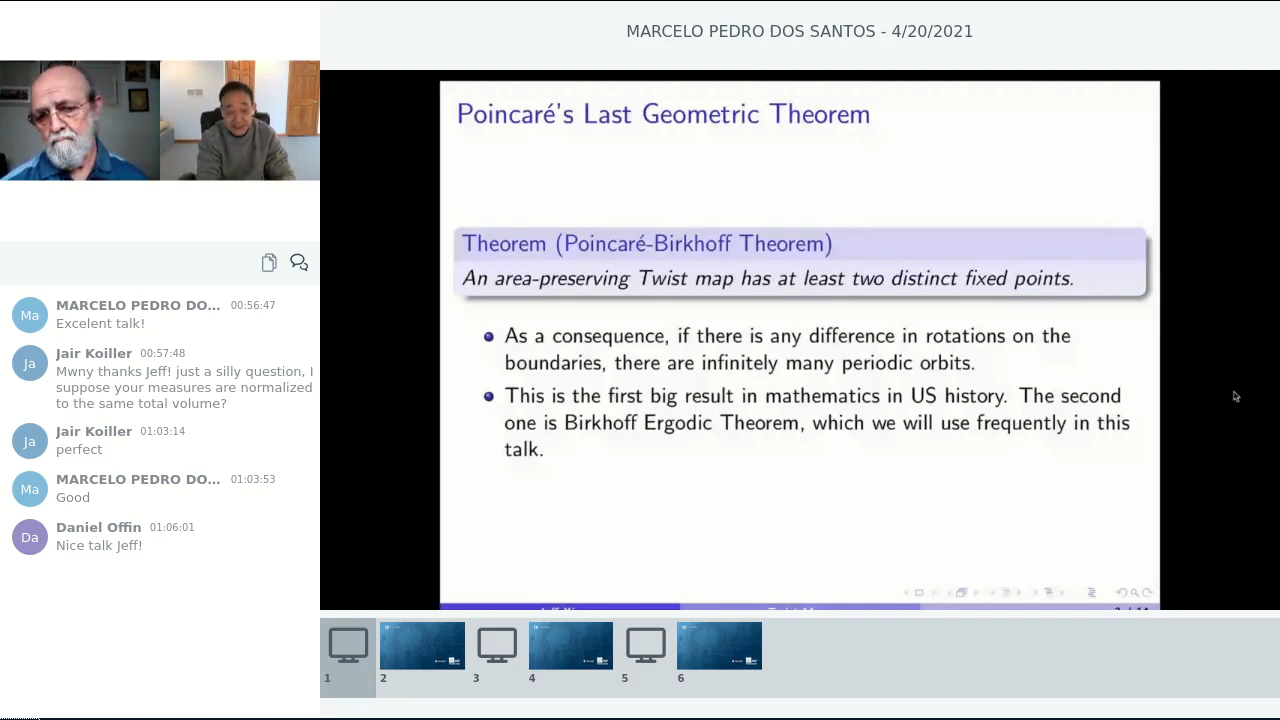 MARCELO PEDRO DOS SANTOS - 4/20/2021
Ma
MARCELO PEDRO DO... 00:56:47
Excelent talk!
Ja
Jair Koiller 00:57:48
Mwny thanks Jeff! just a silly question, I
suppose your measures are normalized
to the same total volume?
Ja
Jair Koiller 01:03:14
perfect
Ma
MARCELO PEDRO DO... 01:03:53
Good
Da
Daniel Offin 01:06:01
Nice talk Jeff!
Poincaré's Last Geometric Theorem
Theorem (Poincaré-Birkhoff Theorem)
An area-preserving Twist map has at least two distinct fixed points.
As a consequence, if there is any difference in rotations on the
boundaries, there are infinitely many periodic orbits.
This is the first big result in mathematics in US history. The second
one is Birkhoff Ergodic Theorem, which we will use frequently in this
talk.
1
2
3
4
5
6